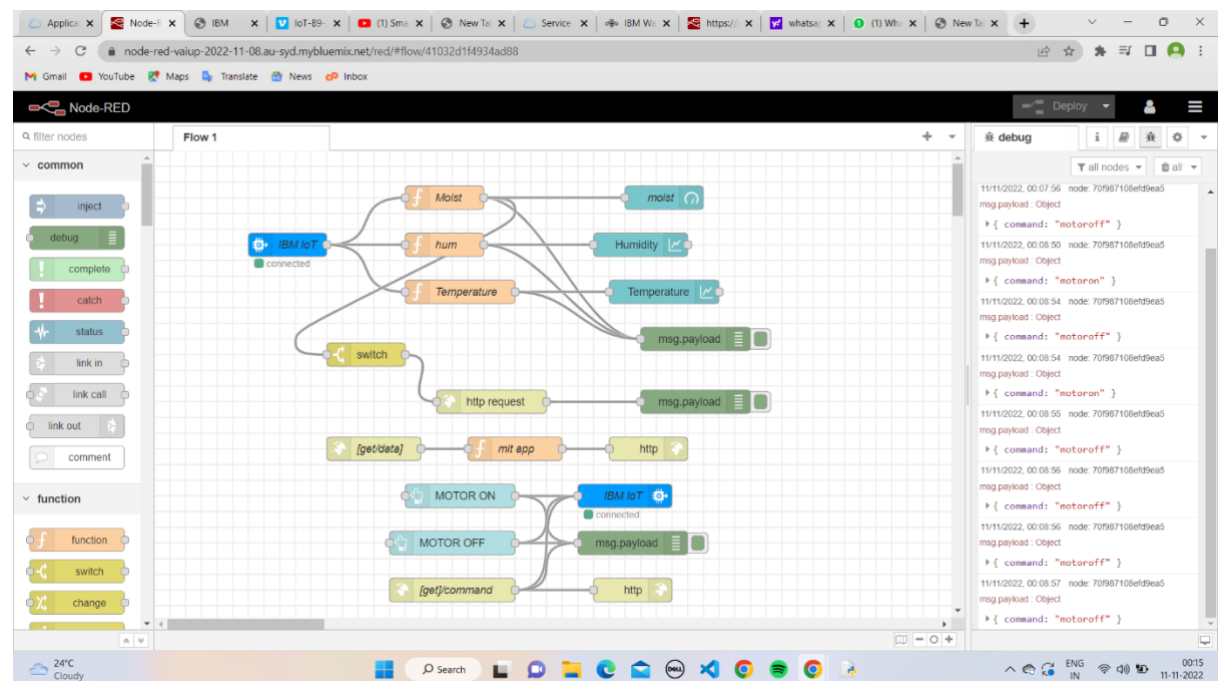 Applica
Node-R
IBM
IoT-B9-
(1) Sma
New Tab
Service
IBM Wa
https://
whatsa
(1) Wha
New Tab
node-red-vaiup-2022-11-08.au-syd.mybluemix.net/red/#flow/41032d1f4934ad88
Gmail YouTube Maps Translate News Inbox
Node-RED
Deploy
filter nodes
Flow 1
debug
i
common
all nodes
all
inject
debug
complete
catch
status
link in
link call
link out
comment
function
function
switch
change
Moist
moist
IBM IoT
connected
hum
Humidity
Temperature
Temperature
msg.payload
switch
http request
msg.payload
[get/data]
mit app
http
MOTOR ON
IBM IoT
connected
MOTOR OFF
msg.payload
[get]/command
http
11/11/2022, 00:07:56 node: 70f987108efd9ea5
msg.payload : Object
{ command: "motoroff" }
11/11/2022, 00:08:50 node: 70f987108efd9ea5
msg.payload : Object
{ command: "motoron" }
11/11/2022, 00:08:54 node: 70f987108efd9ea5
msg.payload : Object
{ command: "motoroff" }
11/11/2022, 00:08:54 node: 70f987108efd9ea5
msg.payload : Object
{ command: "motoron" }
11/11/2022, 00:08:55 node: 70f987108efd9ea5
msg.payload : Object
{ command: "motoroff" }
11/11/2022, 00:08:56 node: 70f987108efd9ea5
msg.payload : Object
{ command: "motoroff" }
11/11/2022, 00:08:56 node: 70f987108efd9ea5
msg.payload : Object
{ command: "motoroff" }
11/11/2022, 00:08:57 node: 70f987108efd9ea5
msg.payload : Object
{ command: "motoroff" }
24°C
Cloudy
Search
DELL
ENG
IN
00:15
11-11-2022